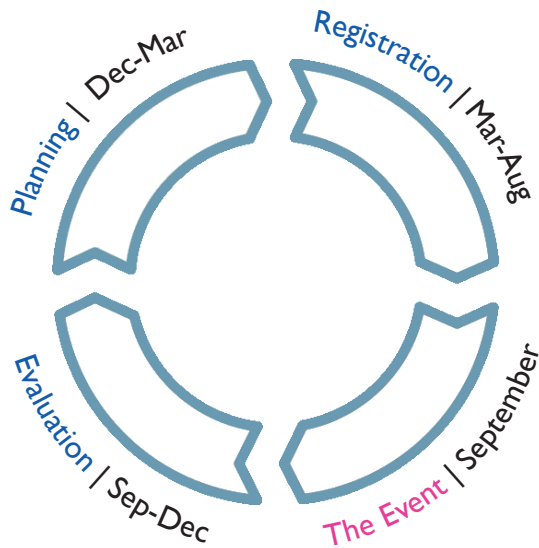 Planning | Dec-Mar
Registration | Mar-Aug
The Event | September
Evaluation | Sep-Dec